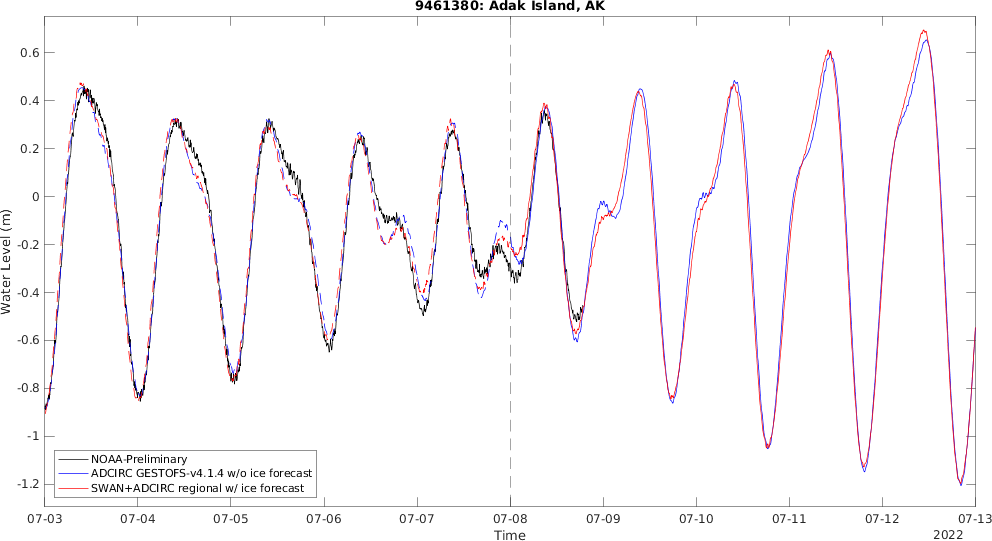 9461380: Adak Island, AK
Water Level (m)
0.6
0.4
0.2
0
-0.2
-0.4
-0.6
-0.8
-1
-1.2
NOAA-Preliminary
ADCIRC GESTOFS-v4.1.4 w/o ice forecast
SWAN+ADCIRC regional w/ ice forecast
07-03 07-04 07-05 07-06 07-07 07-08 07-09 07-10 07-11 07-12 07-13
Time
2022